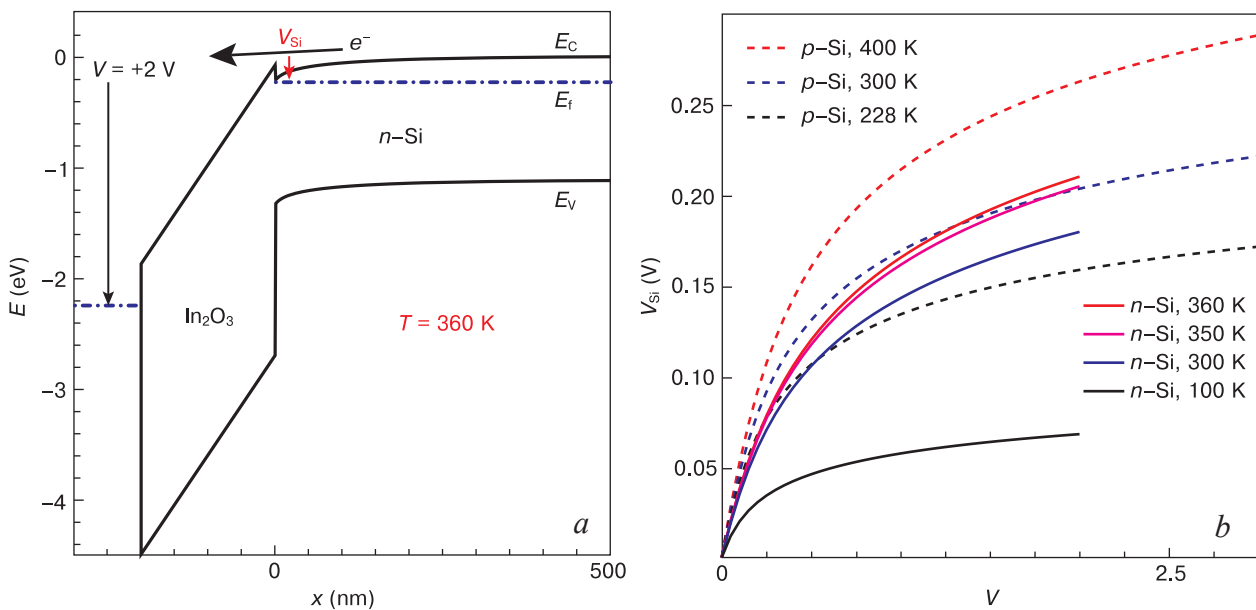 0
V = +2 V
V_Si
e⁻
E_C
E_f
n–Si
−1
E_V
E (eV)
−2
In₂O₃
T = 360 K
−3
−4
a
0
500
x (nm)
p–Si, 400 K
0.25
p–Si, 300 K
p–Si, 228 K
0.20
V_Si (V)
0.15
n–Si, 360 K
n–Si, 350 K
0.10
n–Si, 300 K
n–Si, 100 K
0.05
b
0
2.5
V